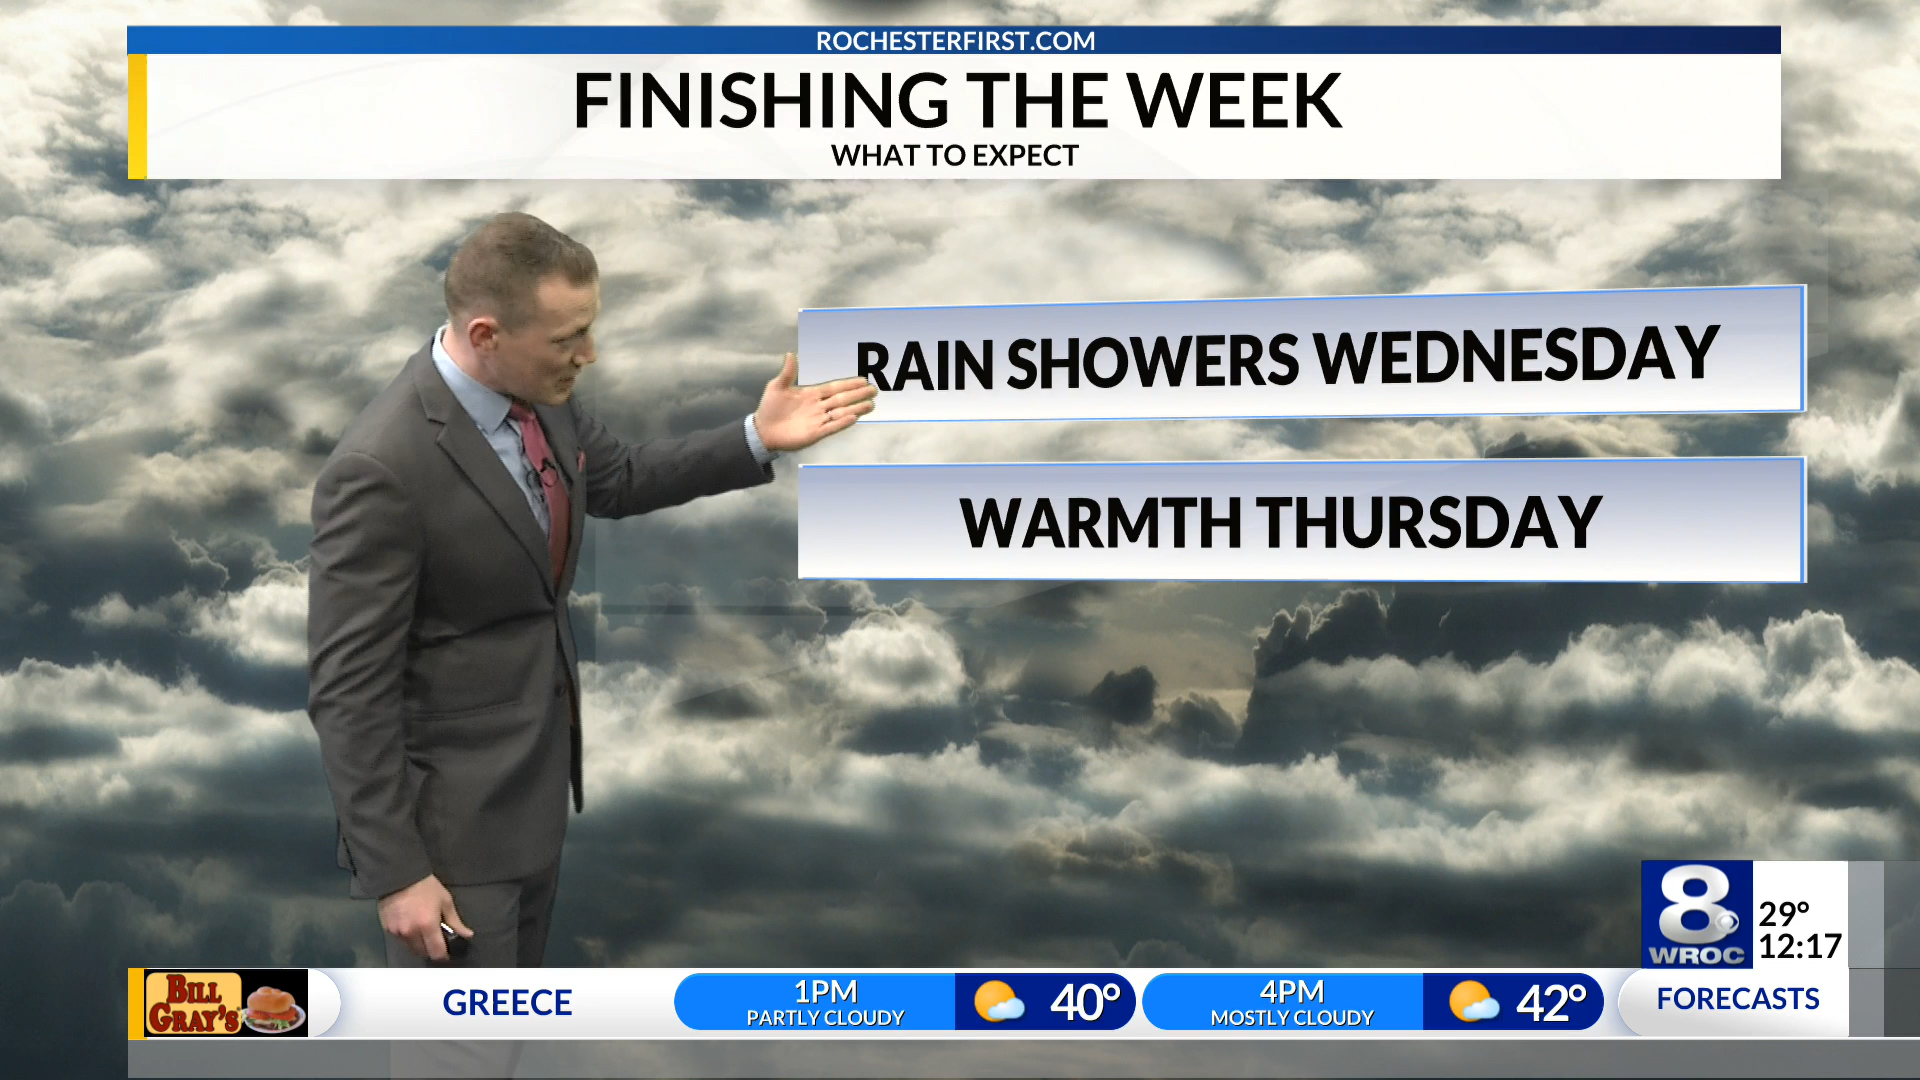 ROCHESTERFIRST.COM
FINISHING THE WEEK
WHAT TO EXPECT
RAIN SHOWERS WEDNESDAY
WARMTH THURSDAY
8
WROC
29°
12:17
BILL
GRAY'S
GREECE
1PM
PARTLY CLOUDY
40°
4PM
MOSTLY CLOUDY
42°
FORECASTS